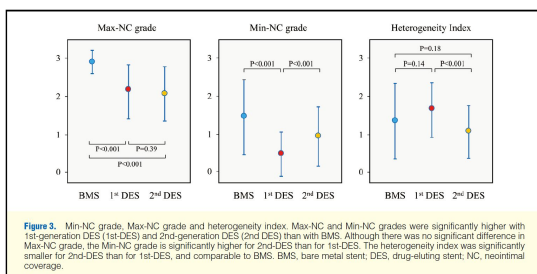 Max-NC grade Min-NC grade Heterogeneity Index
3
2
1
0
P<0.001 P=0.39
P<0.001
BMS 1st DES 2nd DES
3
2
1
0
P<0.001 P<0.001
BMS 1st DES 2nd DES
3
2
1
0
P=0.18
P=0.14 P<0.001
BMS 1st DES 2nd DES
Figure 3. Min-NC grade, Max-NC grade and heterogeneity index. Max-NC and Min-NC grades were significantly higher with
1st-generation DES (1st-DES) and 2nd-generation DES (2nd DES) than with BMS. Although there was no significant difference in
Max-NC grade, the Min-NC grade is significantly higher for 2nd-DES than for 1st-DES. The heterogeneity index was significantly
smaller for 2nd-DES than for 1st-DES, and comparable to BMS. BMS, bare metal stent; DES, drug-eluting stent; NC, neointimal
coverage.